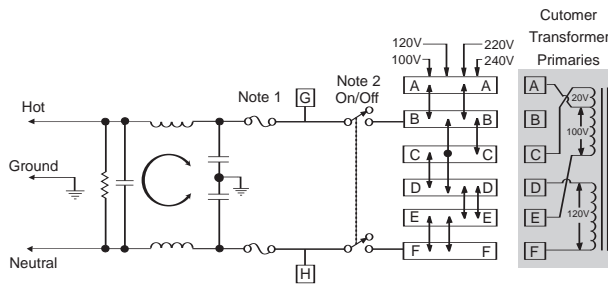 Cutomer
Transformer
Primaries
120V
220V
100V
240V
Note 1
G
Note 2
On/Off
A A
A
20V
Hot
B B
B
100V
C C
C
Ground
D D
D
E E
E
120V
F F
F
Neutral
H